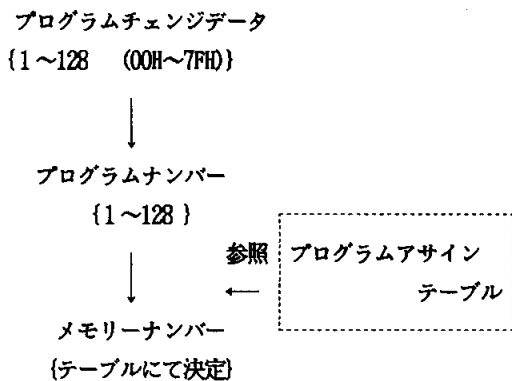 プログラムチェンジデータ
{1～128 (00H～7FH)}
プログラムナンバー
{1～128 }
参照
プログラムアサイン
テーブル
メモリーナンバー
{テーブルにて決定}